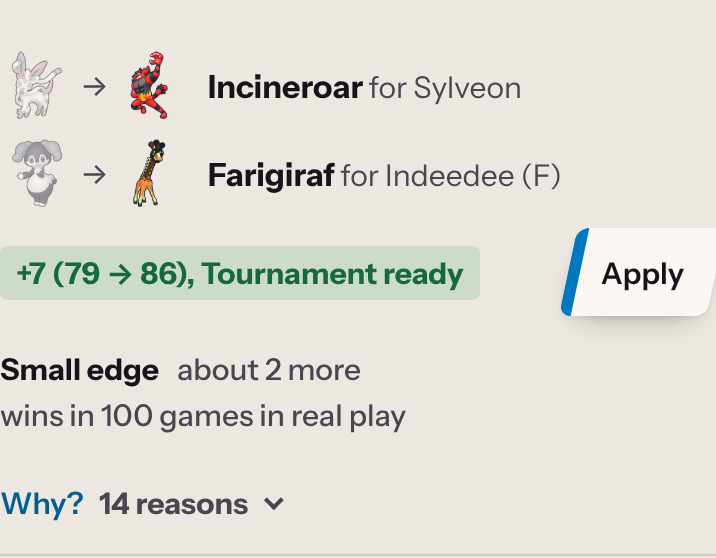 → Incineroar for Sylveon
→ Farigiraf for Indeedee (F)
+7 (79 → 86), Tournament ready
Apply
Small edge about 2 more
wins in 100 games in real play
Why? 14 reasons